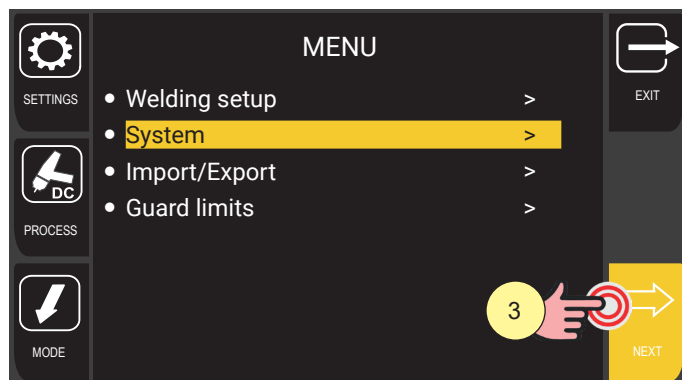 MENU
SETTINGS
EXIT
• Welding setup >
• System >
• Import/Export >
• Guard limits >
DC
PROCESS
3
MODE
NEXT